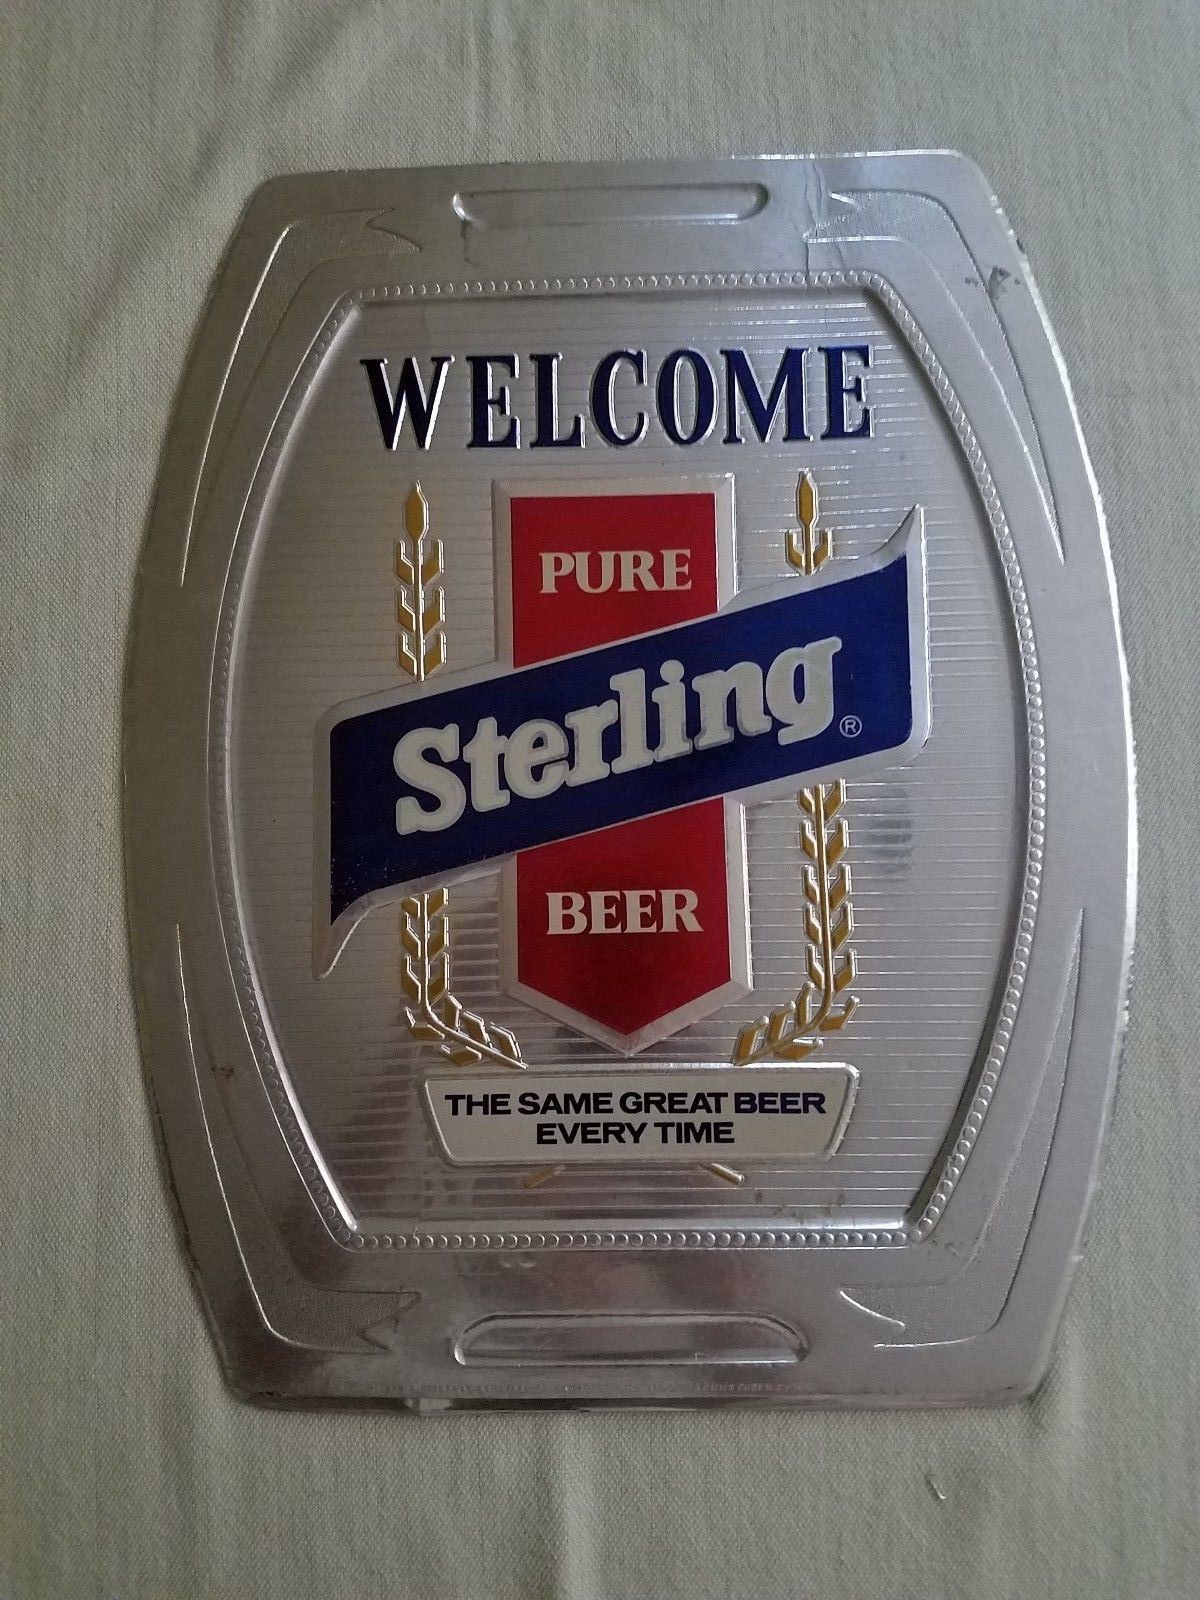 WELCOME
PURE
Sterling®
BEER
THE SAME GREAT BEER
EVERY TIME